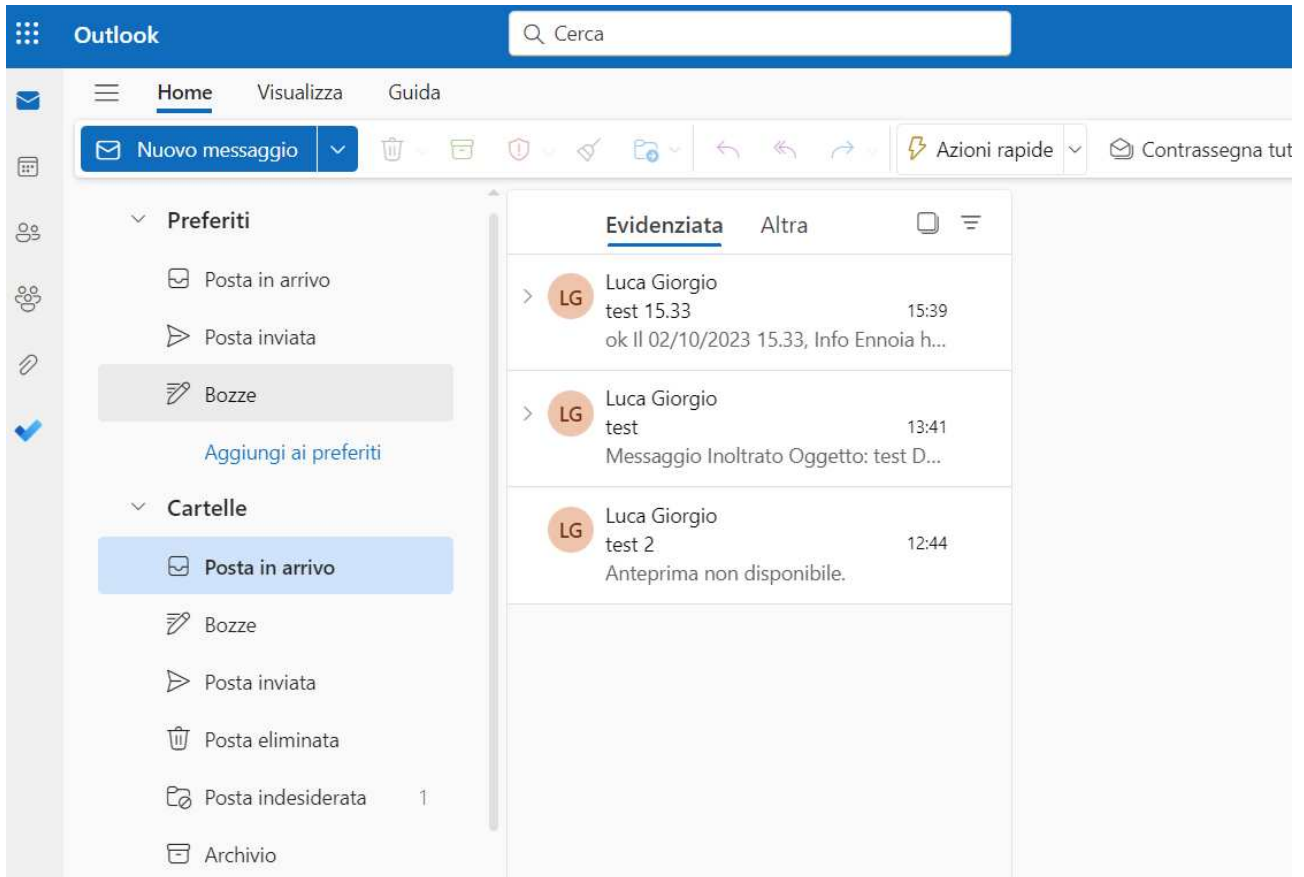 Outlook
Cerca
Home Visualizza Guida
Nuovo messaggio Azioni rapide Contrassegna tut
Preferiti
Posta in arrivo
Posta inviata
Bozze
Aggiungi ai preferiti
Cartelle
Posta in arrivo
Bozze
Posta inviata
Posta eliminata
Posta indesiderata 1
Archivio
Evidenziata Altra
LG
Luca Giorgio
test 15.33 15:39
ok Il 02/10/2023 15.33, Info Ennoia h...
LG
Luca Giorgio
test 13:41
Messaggio Inoltrato Oggetto: test D...
LG
Luca Giorgio
test 2 12:44
Anteprima non disponibile.